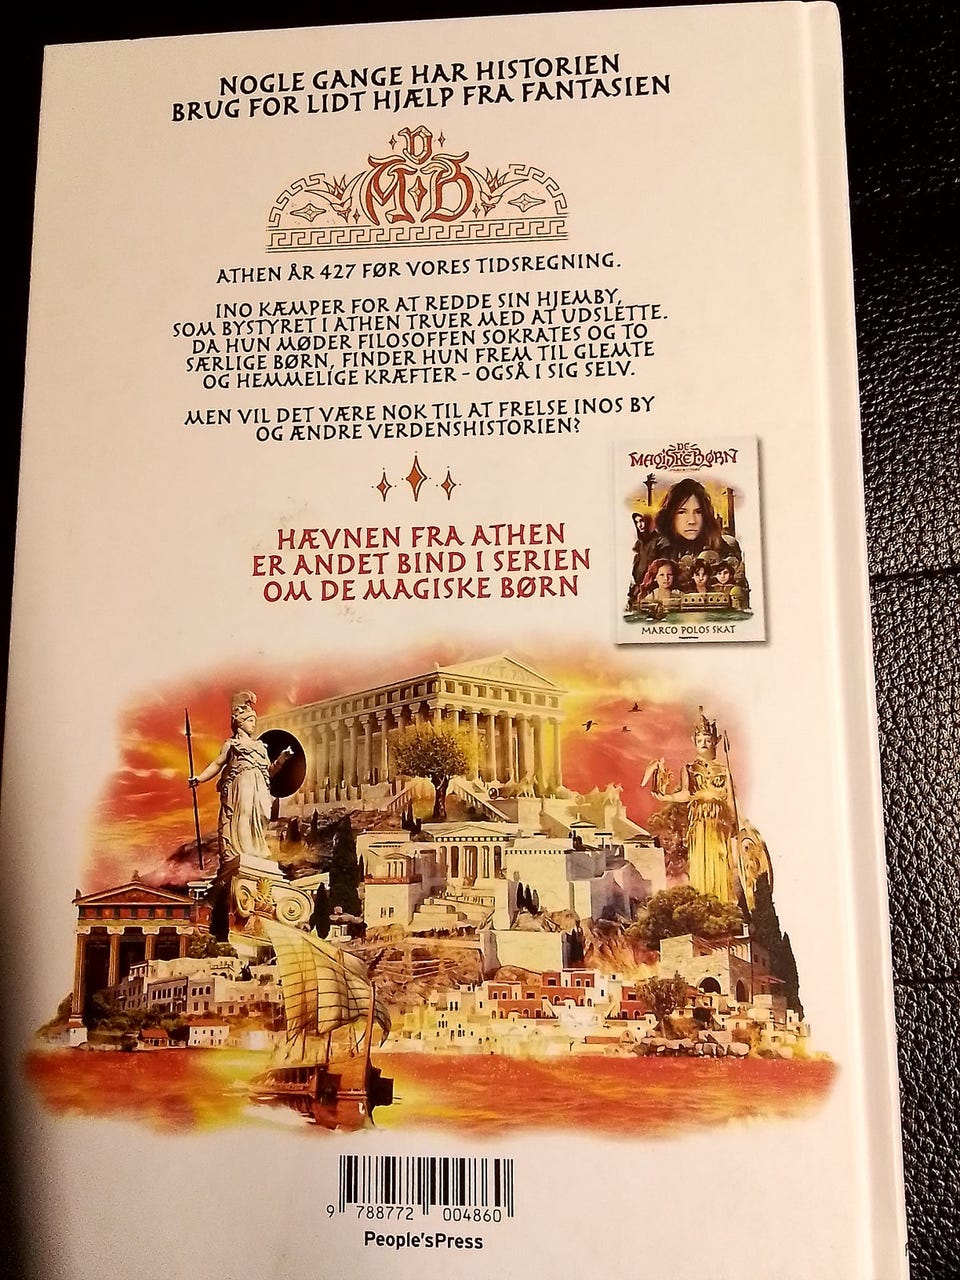 NOGLE GANGE HAR HISTORIEN
BRUG FOR LIDT HJÆLP FRA FANTASIEN
D
M B
ATHEN ÅR 427 FØR VORES TIDSREGNING.
INO KÆMPER FOR AT REDDE SIN HJEMBY,
SOM BYSTYRET I ATHEN TRUER MED AT UDSLETTE.
DA HUN MØDER FILOSOFFEN SOKRATES OG TO
SÆRLIGE BØRN, FINDER HUN FREM TIL GLEMTE
OG HEMMELIGE KRÆFTER - OGSÅ I SIG SELV.
MEN VIL DET VÆRE NOK TIL AT FRELSE INOS BY
OG ÆNDRE VERDENSHISTORIEN?
DE
MAGISKE BØRN
MARCO POLOS SKAT
HÆVNEN FRA ATHEN
ER ANDET BIND I SERIEN
OM DE MAGISKE BØRN
9 788772 004860
People'sPress